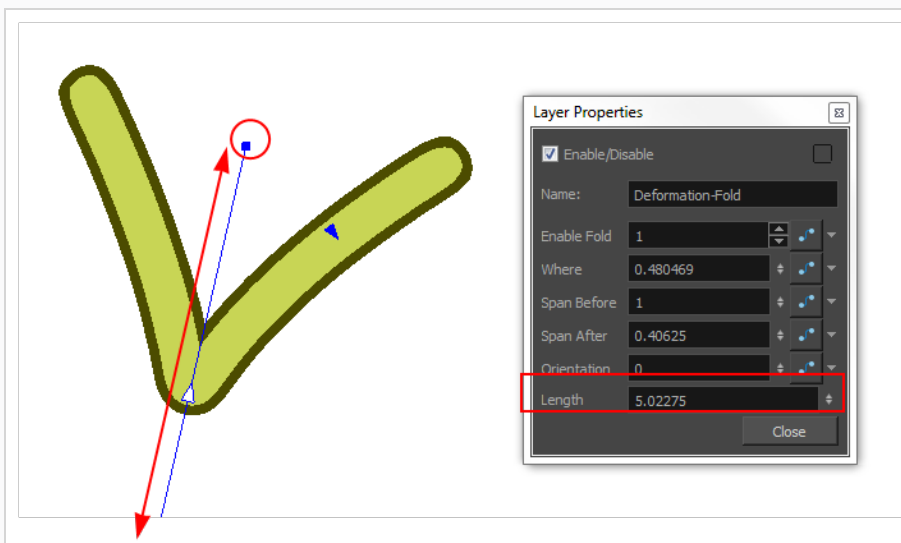 Layer Properties
Enable/Disable
Name: Deformation-Fold
Enable Fold 1
Where 0.480469
Span Before 1
Span After 0.40625
Orientation 0
Length 5.02275
Close